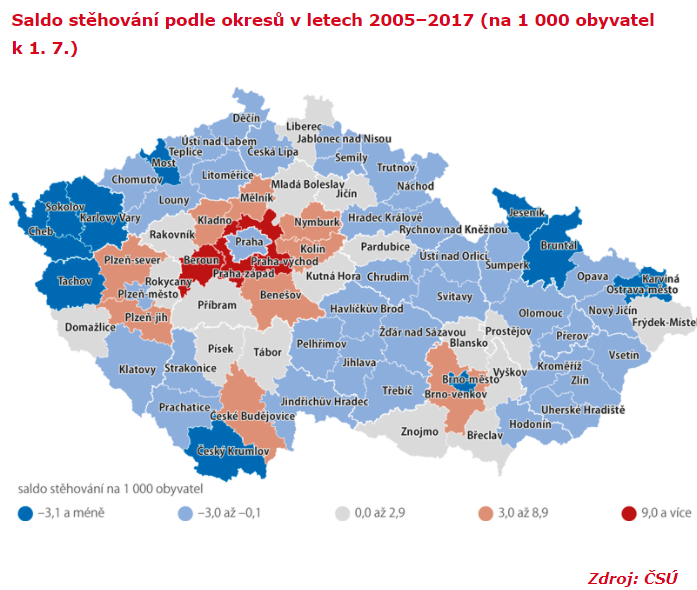 Saldo stěhování podle okresů v letech 2005–2017 (na 1 000 obyvatel
k 1. 7.)
Děčín
Liberec
Ústí nad Labem
Jablonec nad Nisou
Teplice
Česká Lípa
Semily
Most
Trutnov
Chomutov
Litoměřice
Mladá Boleslav
Náchod
Sokolov
Louny
Mělník
Jičín
Jeseník
Karlovy Vary
Kladno
Nymburk
Hradec Králové
Cheb
Rakovník
Praha
Rychnov nad Kněžnou
Bruntál
Plzeň-sever
Beroun
Praha-východ
Kolín
Pardubice
Ústí nad Orlicí
Šumperk
Praha-západ
Kutná Hora
Chrudim
Opava
Karviná
Tachov
Rokycany
Ostrava-město
Plzeň-město
Benešov
Svitavy
Příbram
Havlíčkův Brod
Olomouc
Nový Jičín
Plzeň-jih
Frýdek-Míste
Domažlice
Žďár nad Sázavou
Prostějov
Přerov
Písek
Tábor
Pelhřimov
Blansko
Vsetín
Klatovy
Strakonice
Jihlava
Vyškov
Kroměříž
Brno-město
Zlín
Třebíč
Brno-venkov
Prachatice
České Budějovice
Jindřichův Hradec
Uherské Hradiště
Hodonín
Znojmo
Břeclav
Český Krumlov
saldo stěhování na 1 000 obyvatel
−3,1 a méně
−3,0 až −0,1
0,0 až 2,9
3,0 až 8,9
9,0 a více
Zdroj: ČSÚ